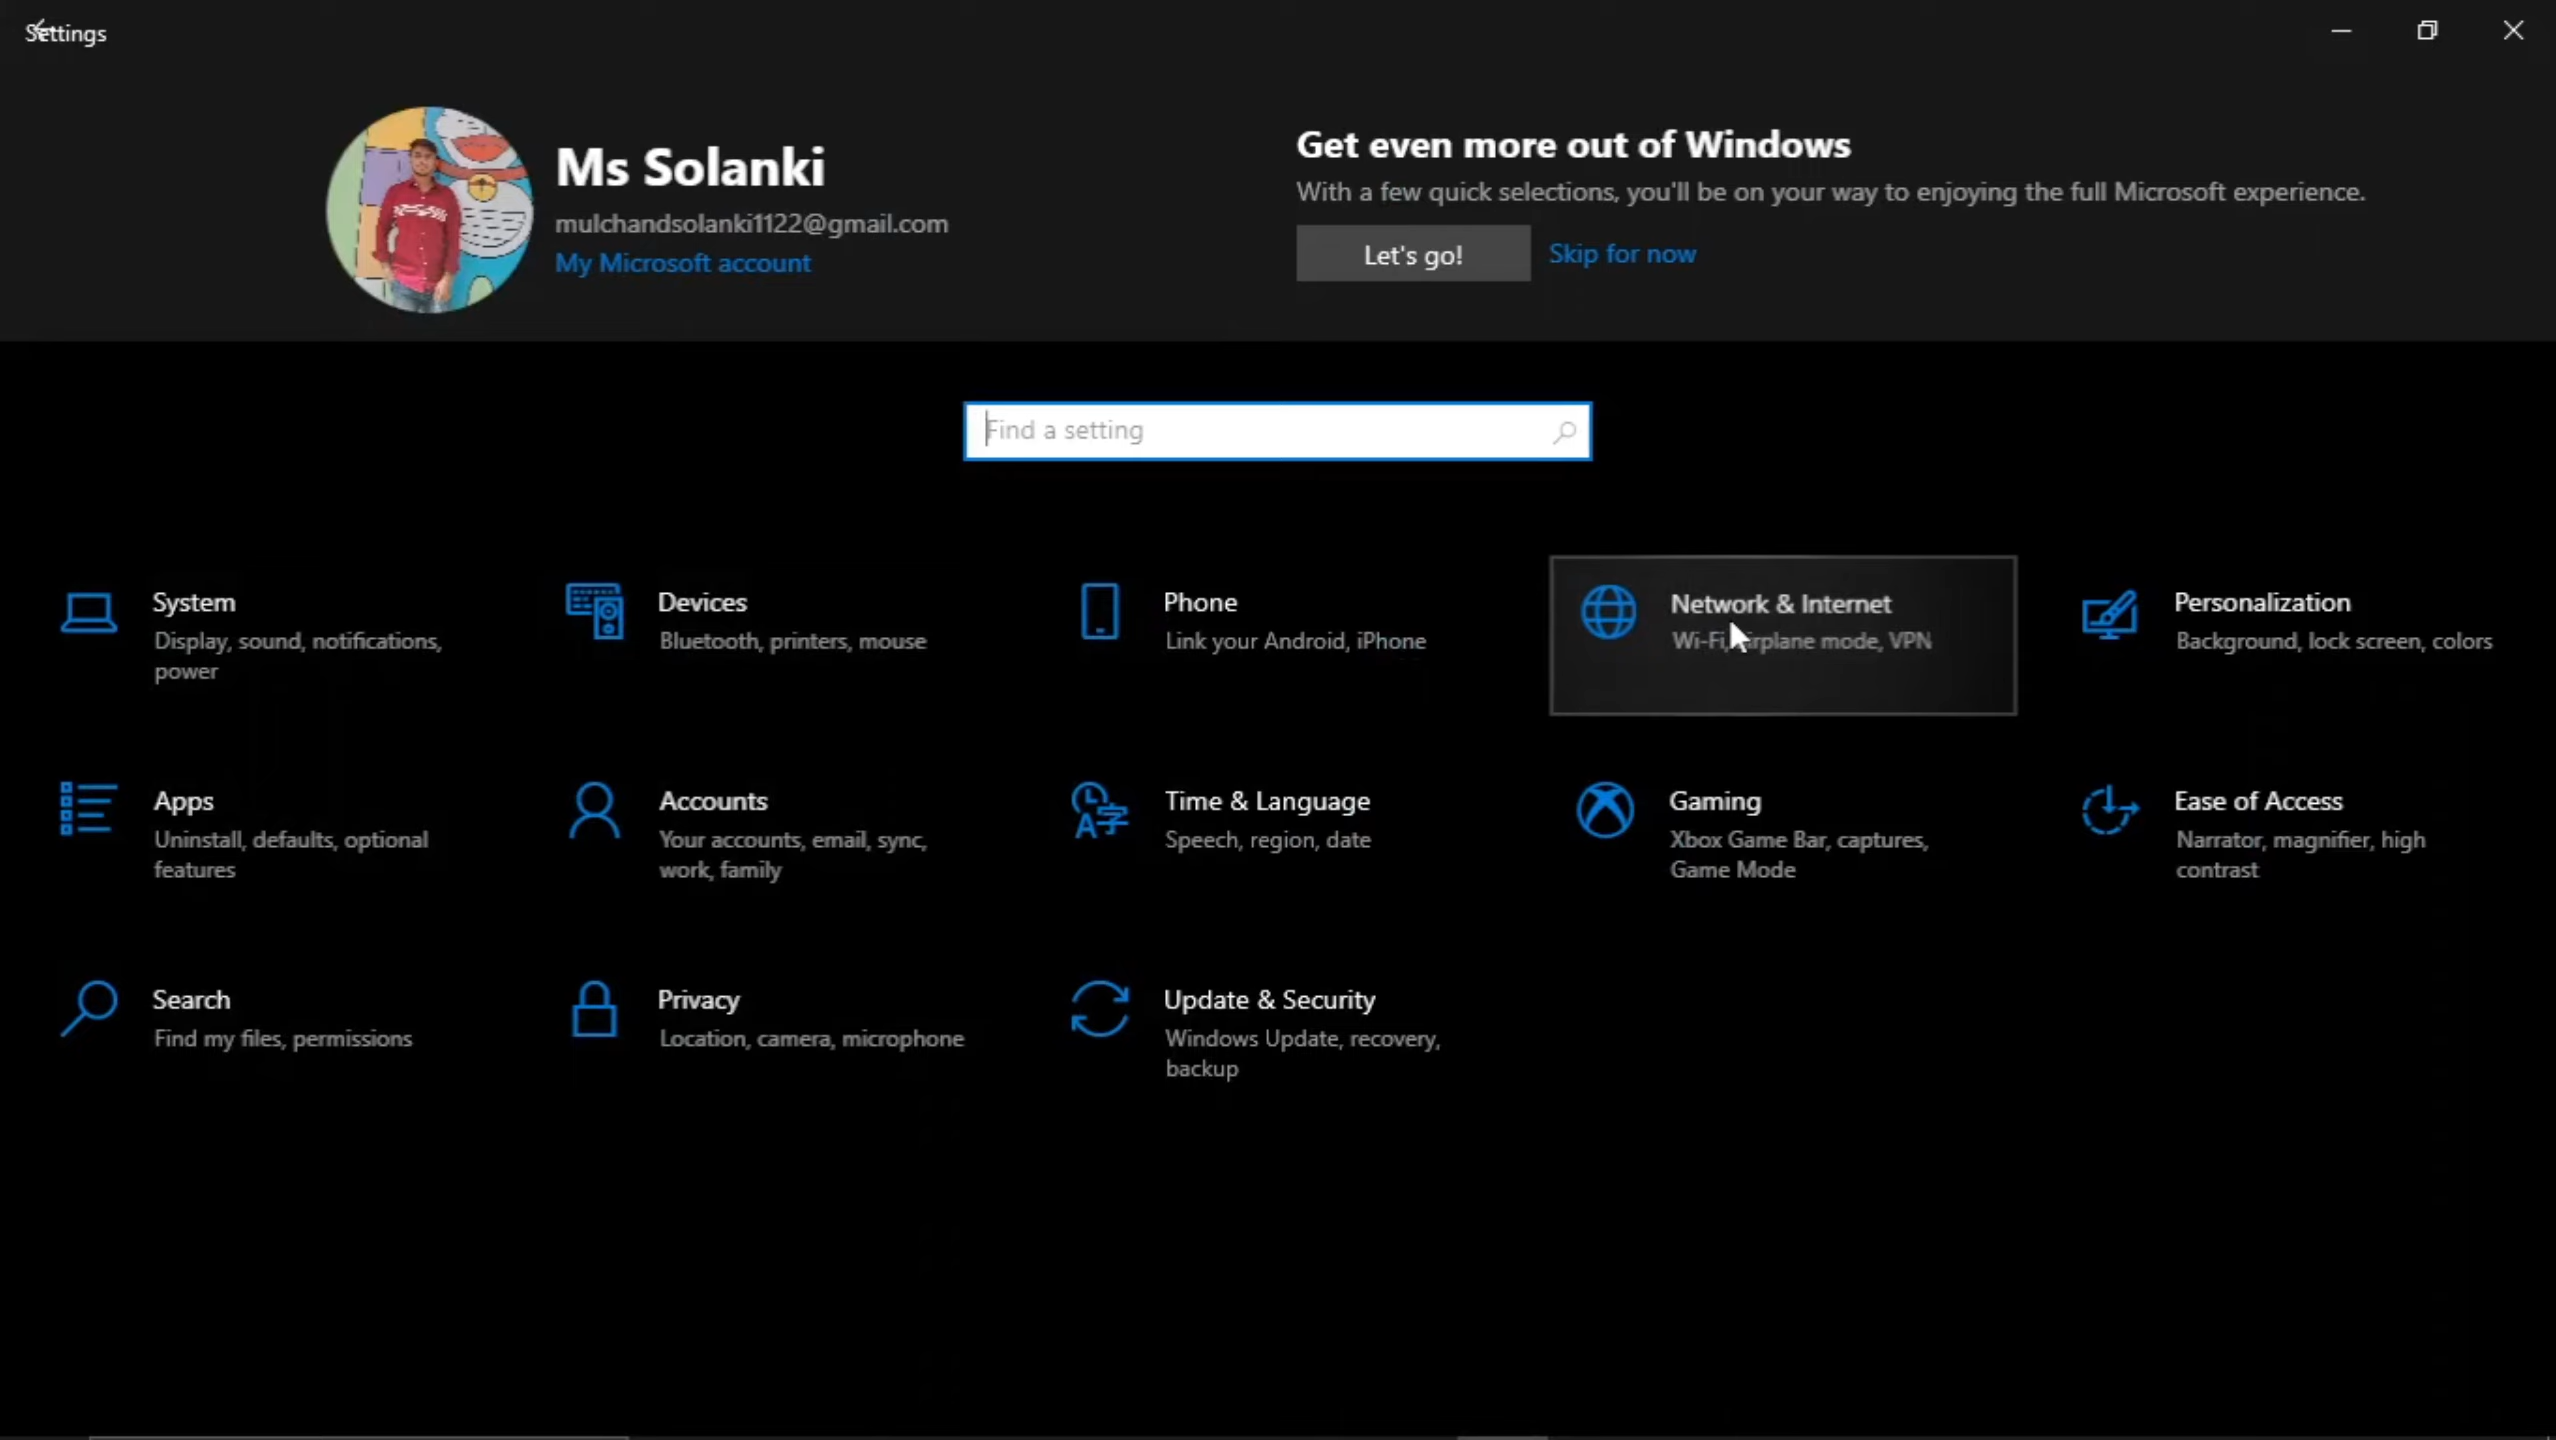 Settings
Ms Solanki
mulchandsolanki1122@gmail.com
My Microsoft account
Get even more out of Windows
With a few quick selections, you'll be on your way to enjoying the full Microsoft experience.
Let's go!
Skip for now
Find a setting
System
Display, sound, notifications,
power
Devices
Bluetooth, printers, mouse
Phone
Link your Android, iPhone
Network & Internet
Wi-Fi, airplane mode, VPN
Personalization
Background, lock screen, colors
Apps
Uninstall, defaults, optional
features
Accounts
Your accounts, email, sync,
work, family
Time & Language
Speech, region, date
Gaming
Xbox Game Bar, captures,
Game Mode
Ease of Access
Narrator, magnifier, high
contrast
Search
Find my files, permissions
Privacy
Location, camera, microphone
Update & Security
Windows Update, recovery,
backup